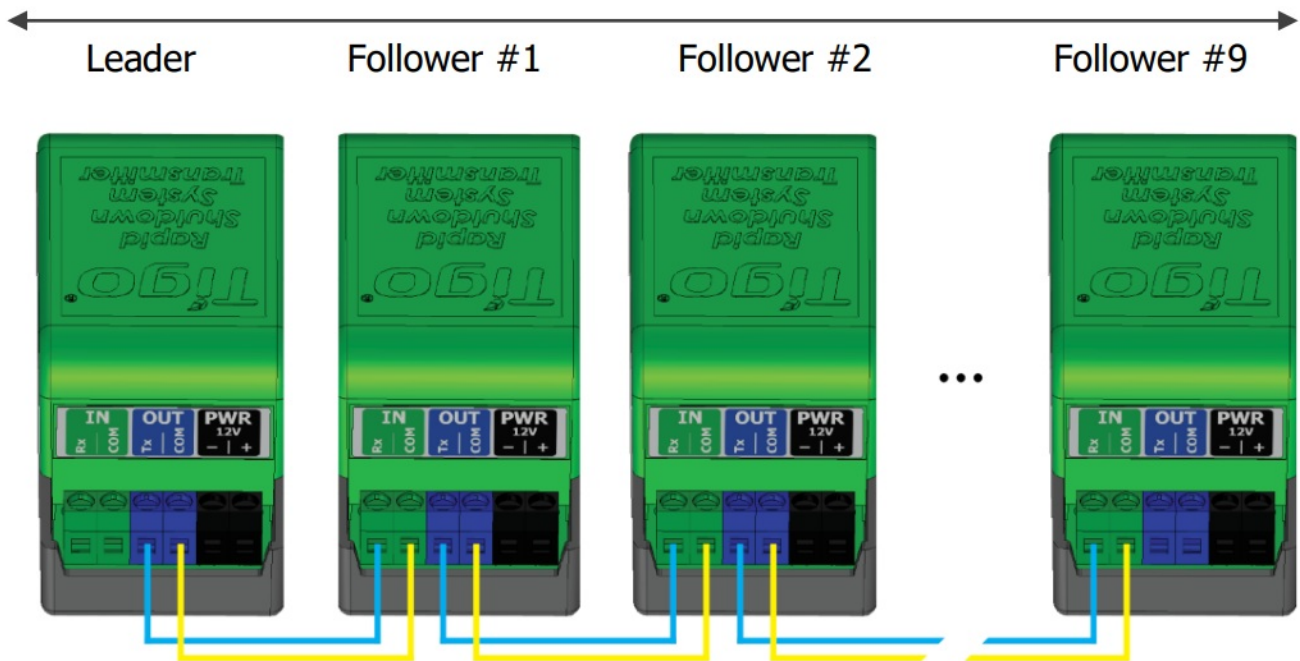 Leader
Follower #1
Follower #2
Follower #9
Tigo
Rapid
Shutdown
System
Transmitter
IN OUT PWR
12V
Rx COM Tx COM − | +
Tigo
Rapid
Shutdown
System
Transmitter
IN OUT PWR
12V
Rx COM Tx COM − | +
Tigo
Rapid
Shutdown
System
Transmitter
IN OUT PWR
12V
Rx COM Tx COM − | +
...
Tigo
Rapid
Shutdown
System
Transmitter
IN OUT PWR
12V
Rx COM Tx COM − | +